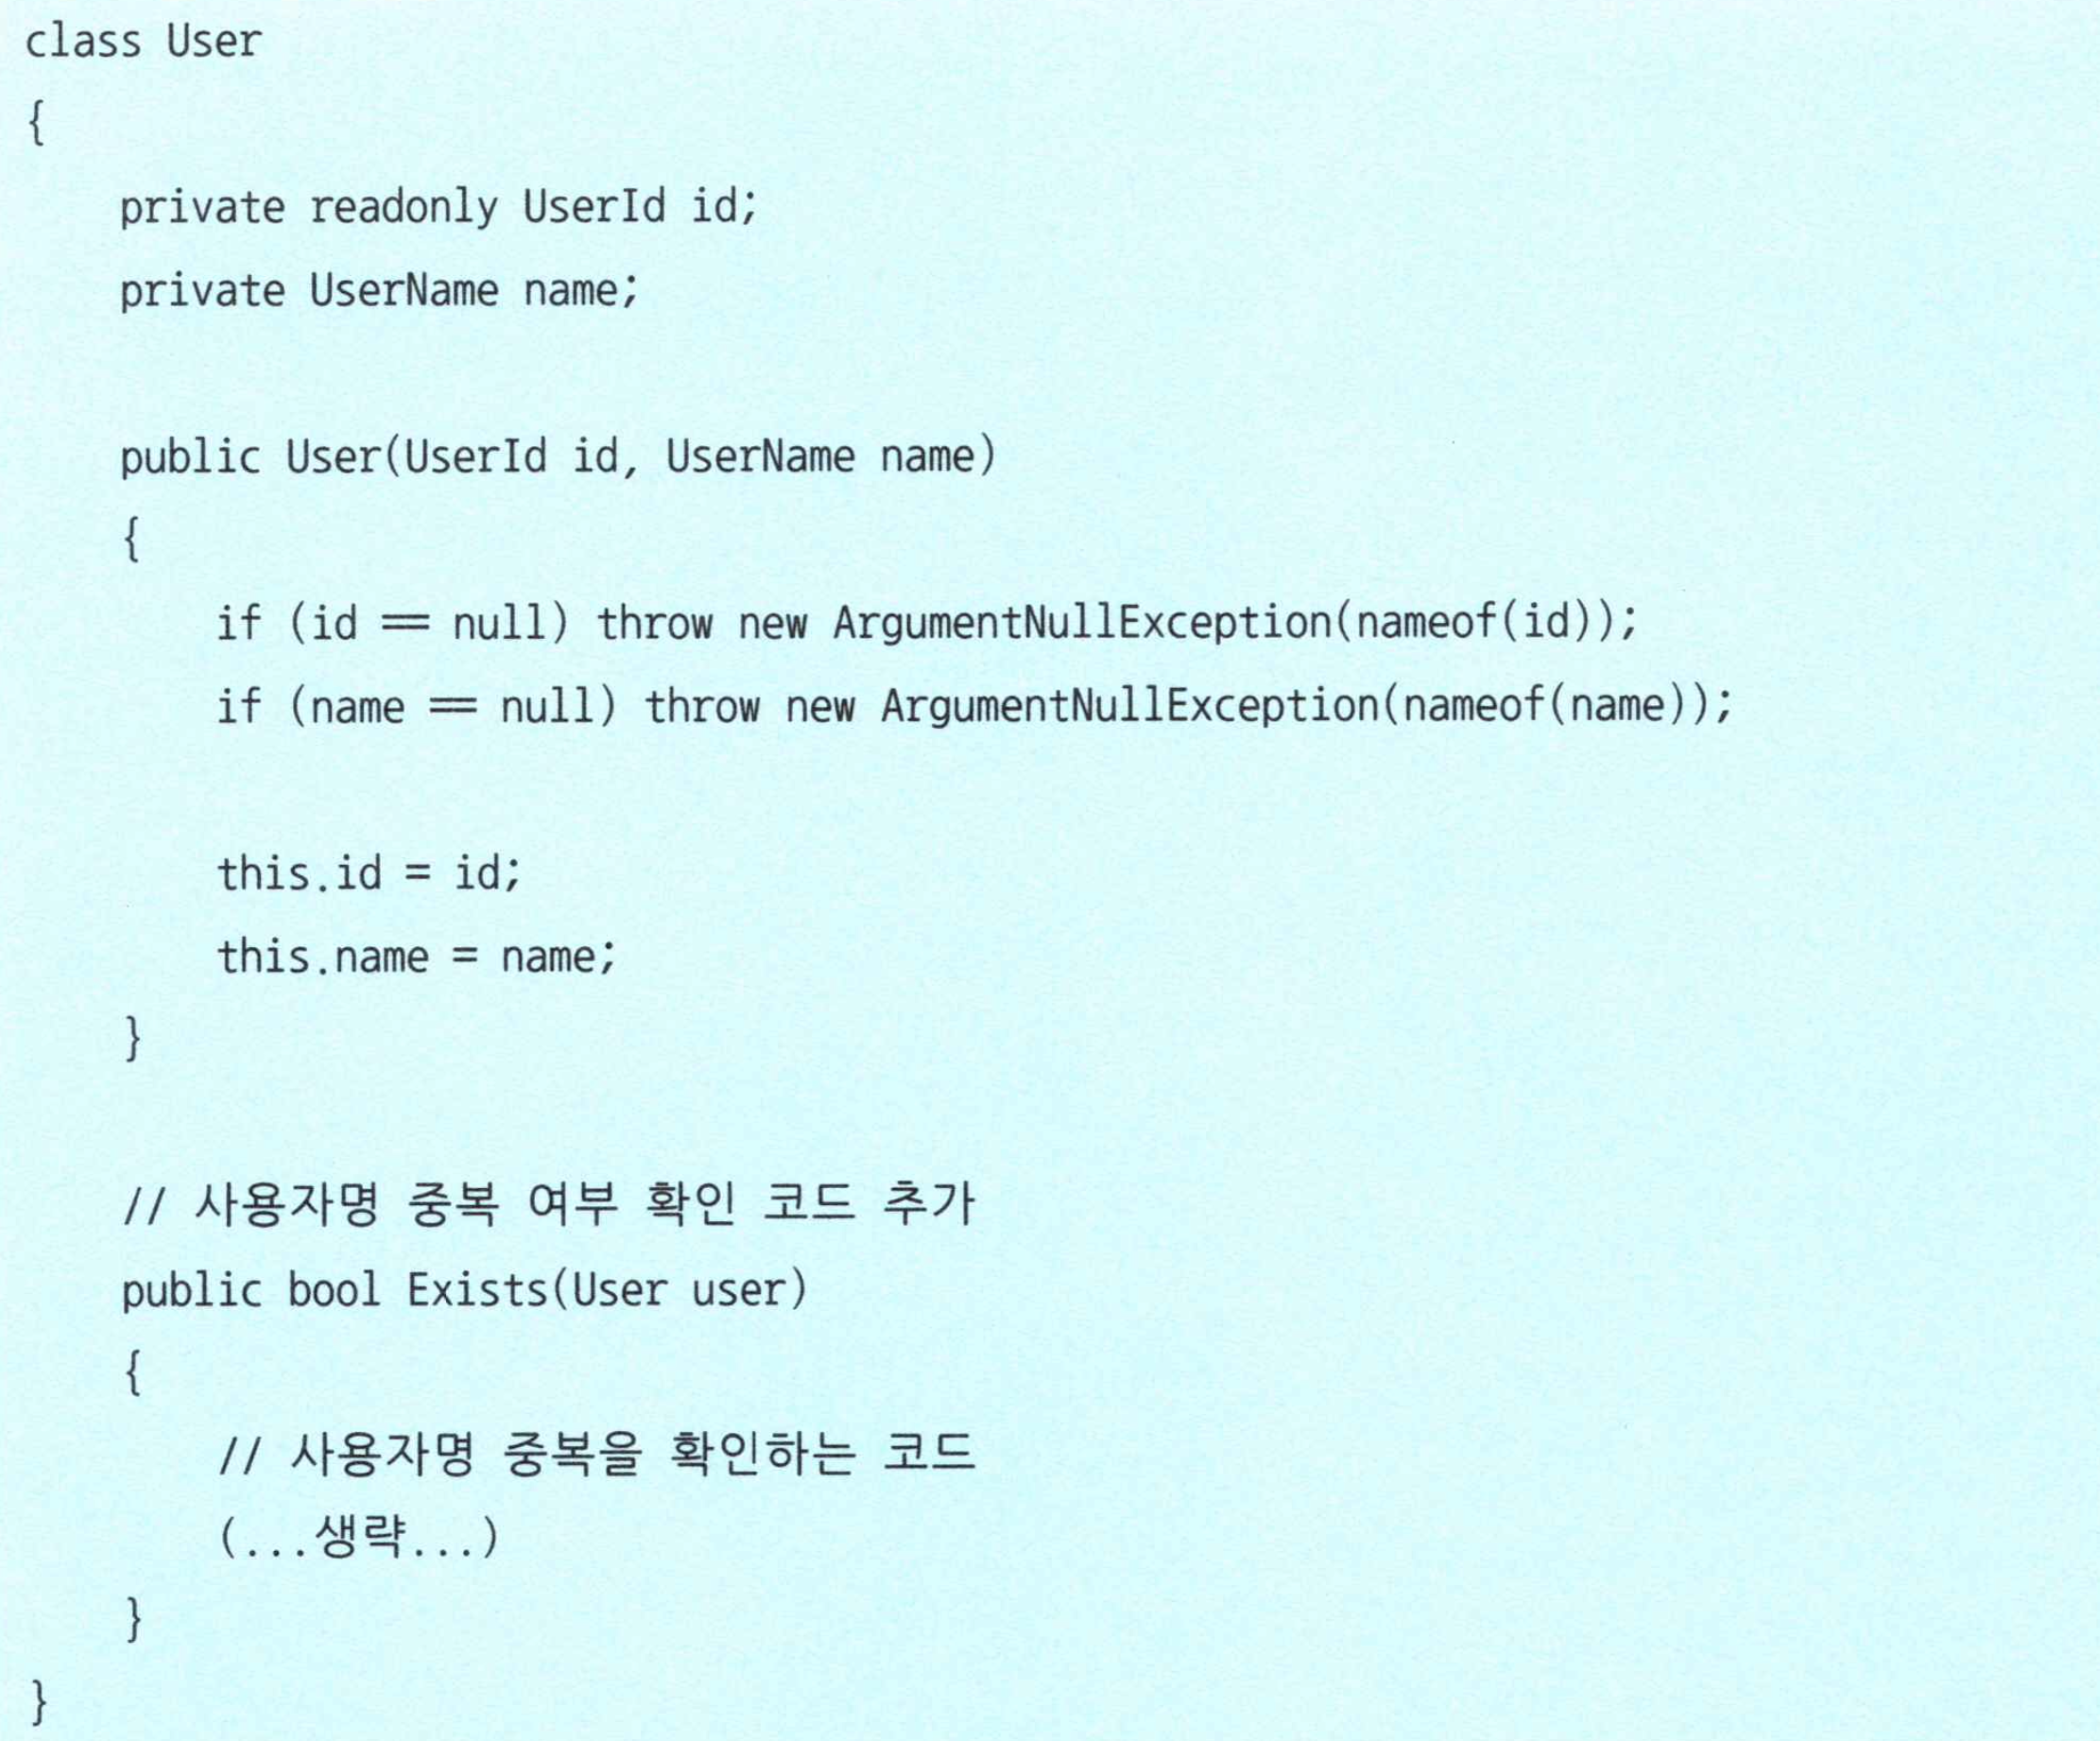 class User
{
    private readonly UserId id;
    private UserName name;

    public User(UserId id, UserName name)
    {
        if (id == null) throw new ArgumentNullException(nameof(id));
        if (name == null) throw new ArgumentNullException(nameof(name));

        this.id = id;
        this.name = name;
    }

    // 사용자명 중복 여부 확인 코드 추가
    public bool Exists(User user)
    {
        // 사용자명 중복을 확인하는 코드
        (...생략...)
    }
}